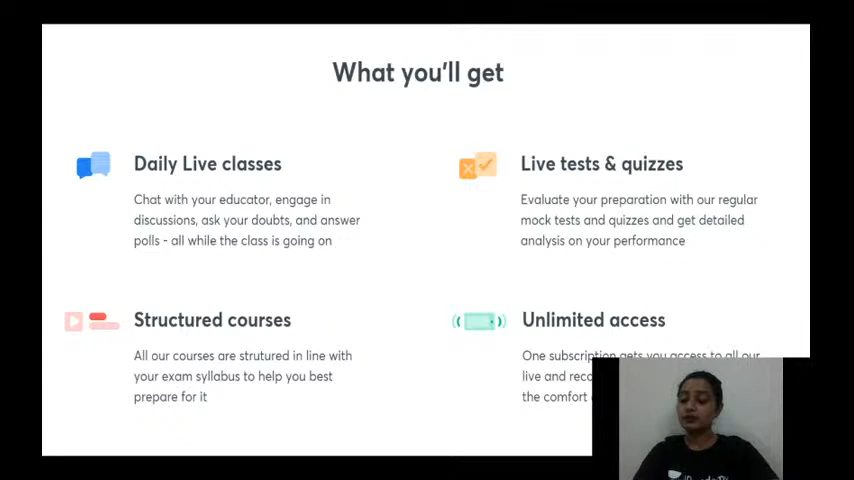 What you'll get
Daily Live classes
Chat with your educator, engage in
discussions, ask your doubts, and answer
polls - all while the class is going on
Live tests & quizzes
Evaluate your preparation with our regular
mock tests and quizzes and get detailed
analysis on your performance
Structured courses
All our courses are strutured in line with
your exam syllabus to help you best
prepare for it
Unlimited access
One subscription gets you access to all our
live and
the comfort